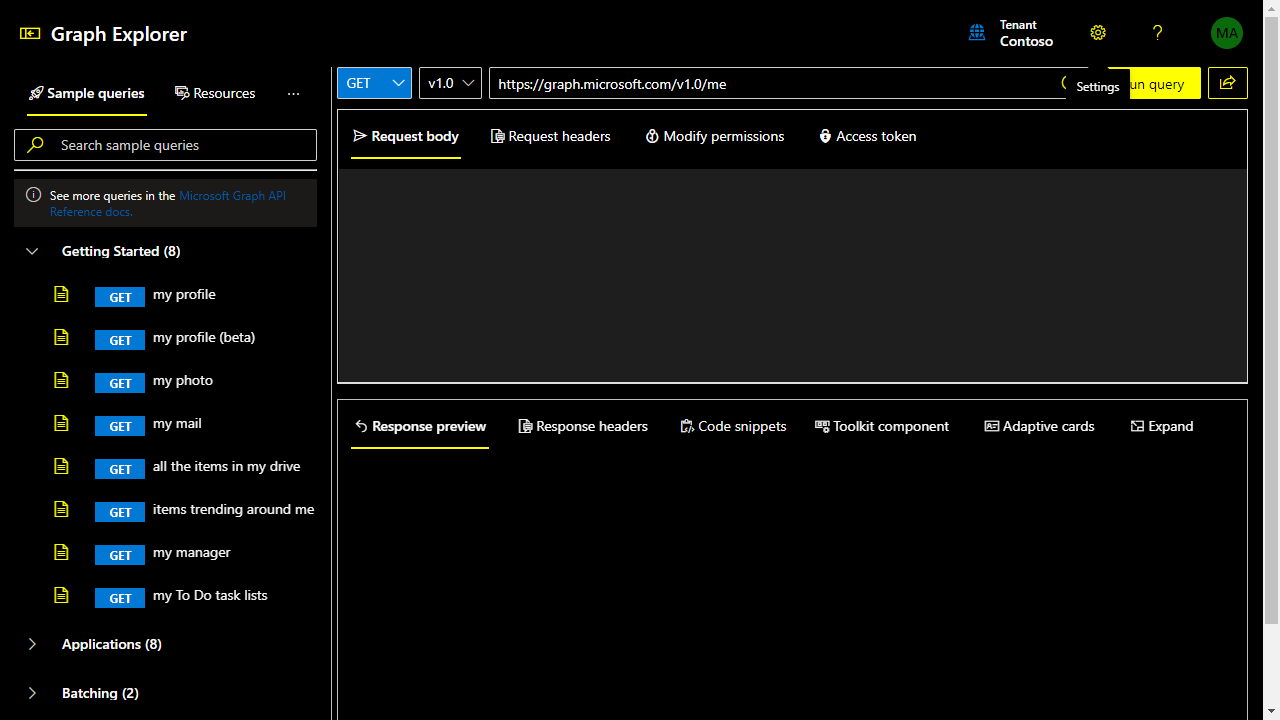 Graph Explorer
Tenant
Contoso
?
MA
Sample queries
Resources
...
Search sample queries
See more queries in the Microsoft Graph API
Reference docs.
Getting Started (8)
GET my profile
GET my profile (beta)
GET my photo
GET my mail
GET all the items in my drive
GET items trending around me
GET my manager
GET my To Do task lists
Applications (8)
Batching (2)
GET
v1.0
https://graph.microsoft.com/v1.0/me
Settings
un query
Request body
Request headers
Modify permissions
Access token
Response preview
Response headers
Code snippets
Toolkit component
Adaptive cards
Expand